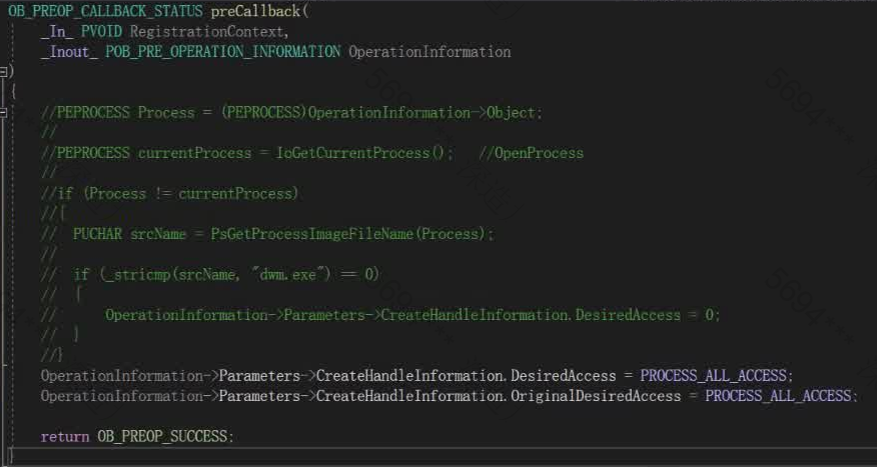 OB_PREOP_CALLBACK_STATUS preCallback(
_In_ PVOID RegistrationContext,
_Inout_ POB_PRE_OPERATION_INFORMATION OperationInformation
)
{
//PEPROCESS Process = (PEPROCESS)OperationInformation->Object;
//
//PEPROCESS currentProcess = IoGetCurrentProcess();   //OpenProcess
//
//if (Process != currentProcess)
//{
//  PUCHAR srcName = PsGetProcessImageFileName(Process);
//
//  if (_stricmp(srcName, "dwm.exe") == 0)
//  {
//      OperationInformation->Parameters->CreateHandleInformation.DesiredAccess = 0;
//  }
//}
OperationInformation->Parameters->CreateHandleInformation.DesiredAccess = PROCESS_ALL_ACCESS;
OperationInformation->Parameters->CreateHandleInformation.OriginalDesiredAccess = PROCESS_ALL_ACCESS;
return OB_PREOP_SUCCESS;
}